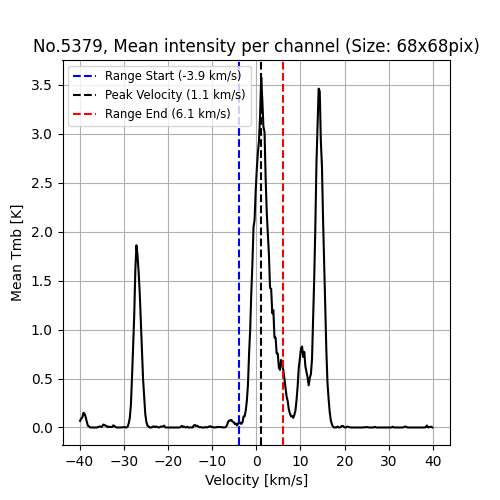 No.5379, Mean intensity per channel (Size: 68x68pix)
Range Start (-3.9 km/s)
Peak Velocity (1.1 km/s)
Range End (6.1 km/s)
Mean Tmb [K]
3.5
3.0
2.5
2.0
1.5
1.0
0.5
0.0
−40 −30 −20 −10 0 10 20 30 40
Velocity [km/s]